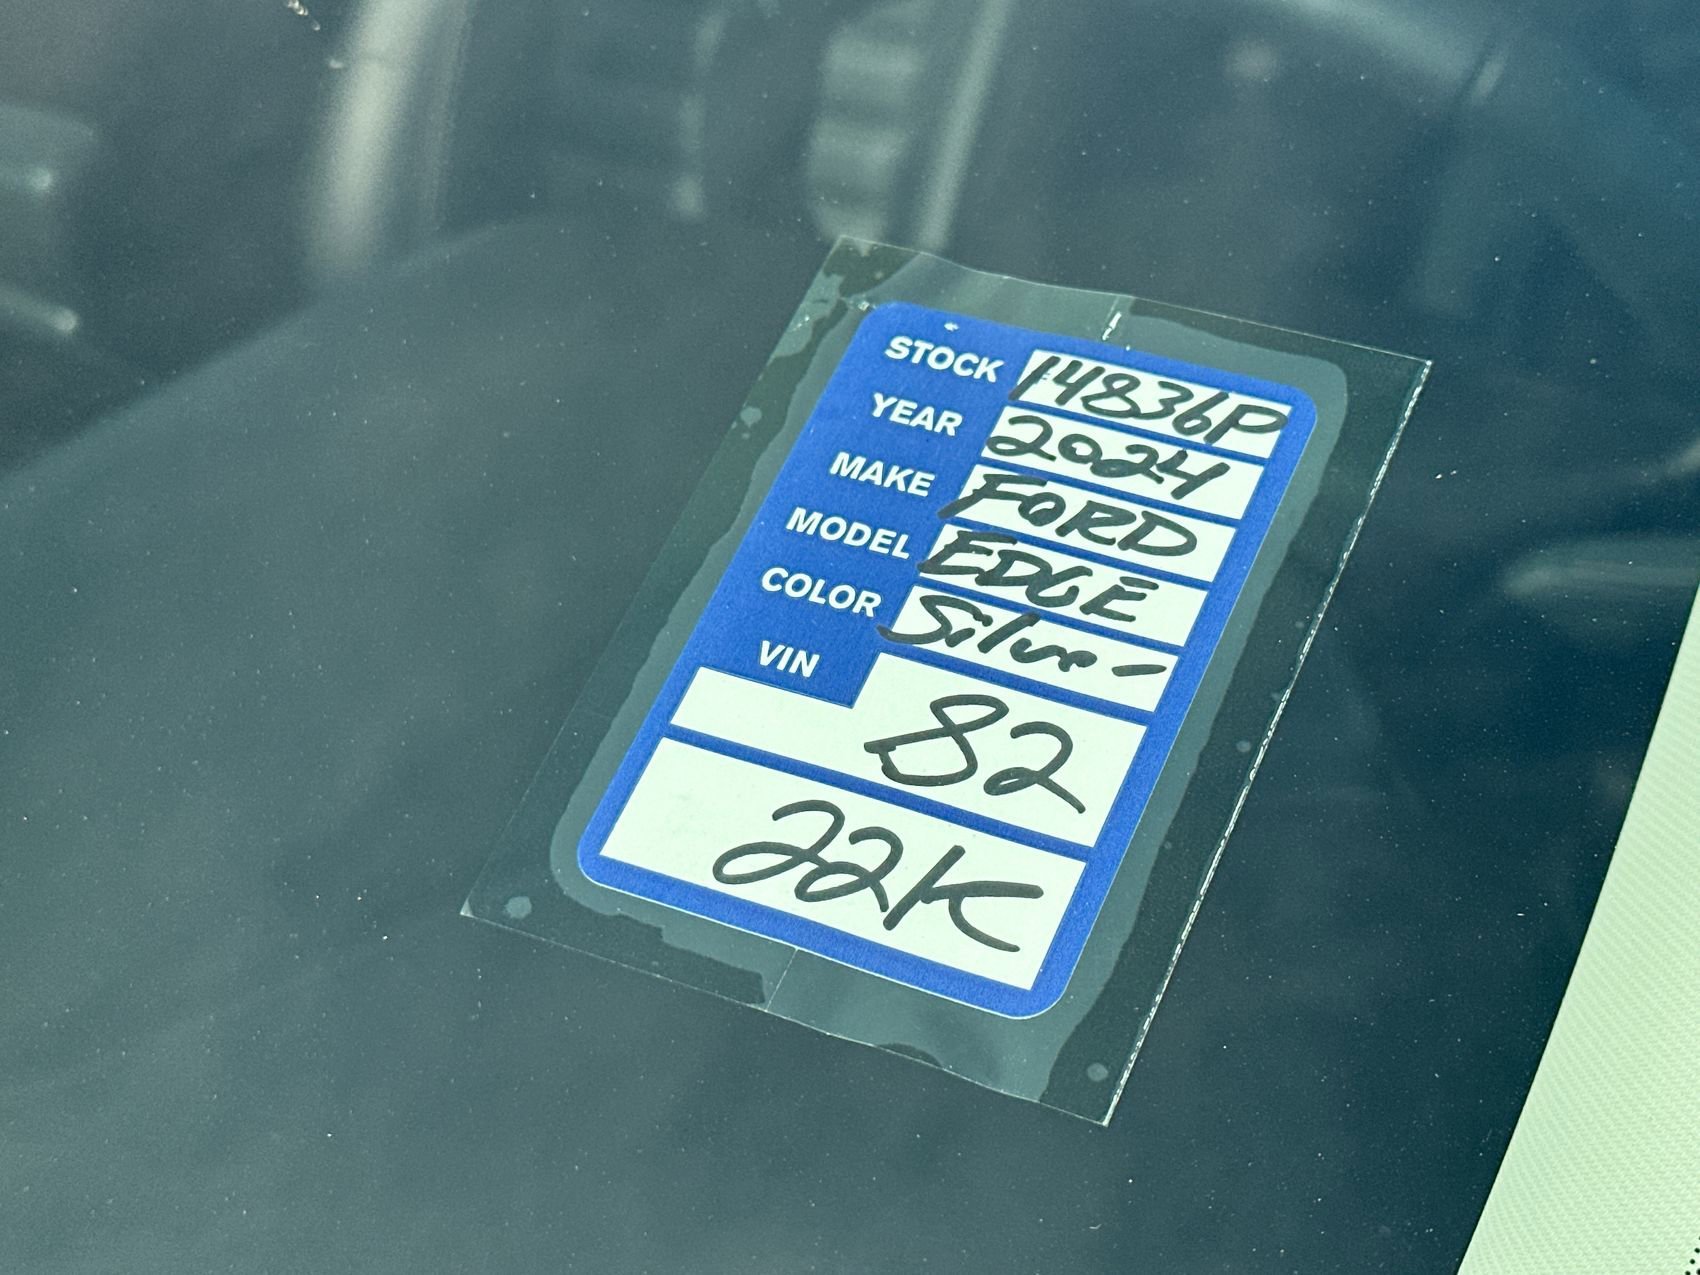 STOCK 14836P
YEAR 2024
MAKE FORD
MODEL EDGE
COLOR Silver
VIN
82
22K